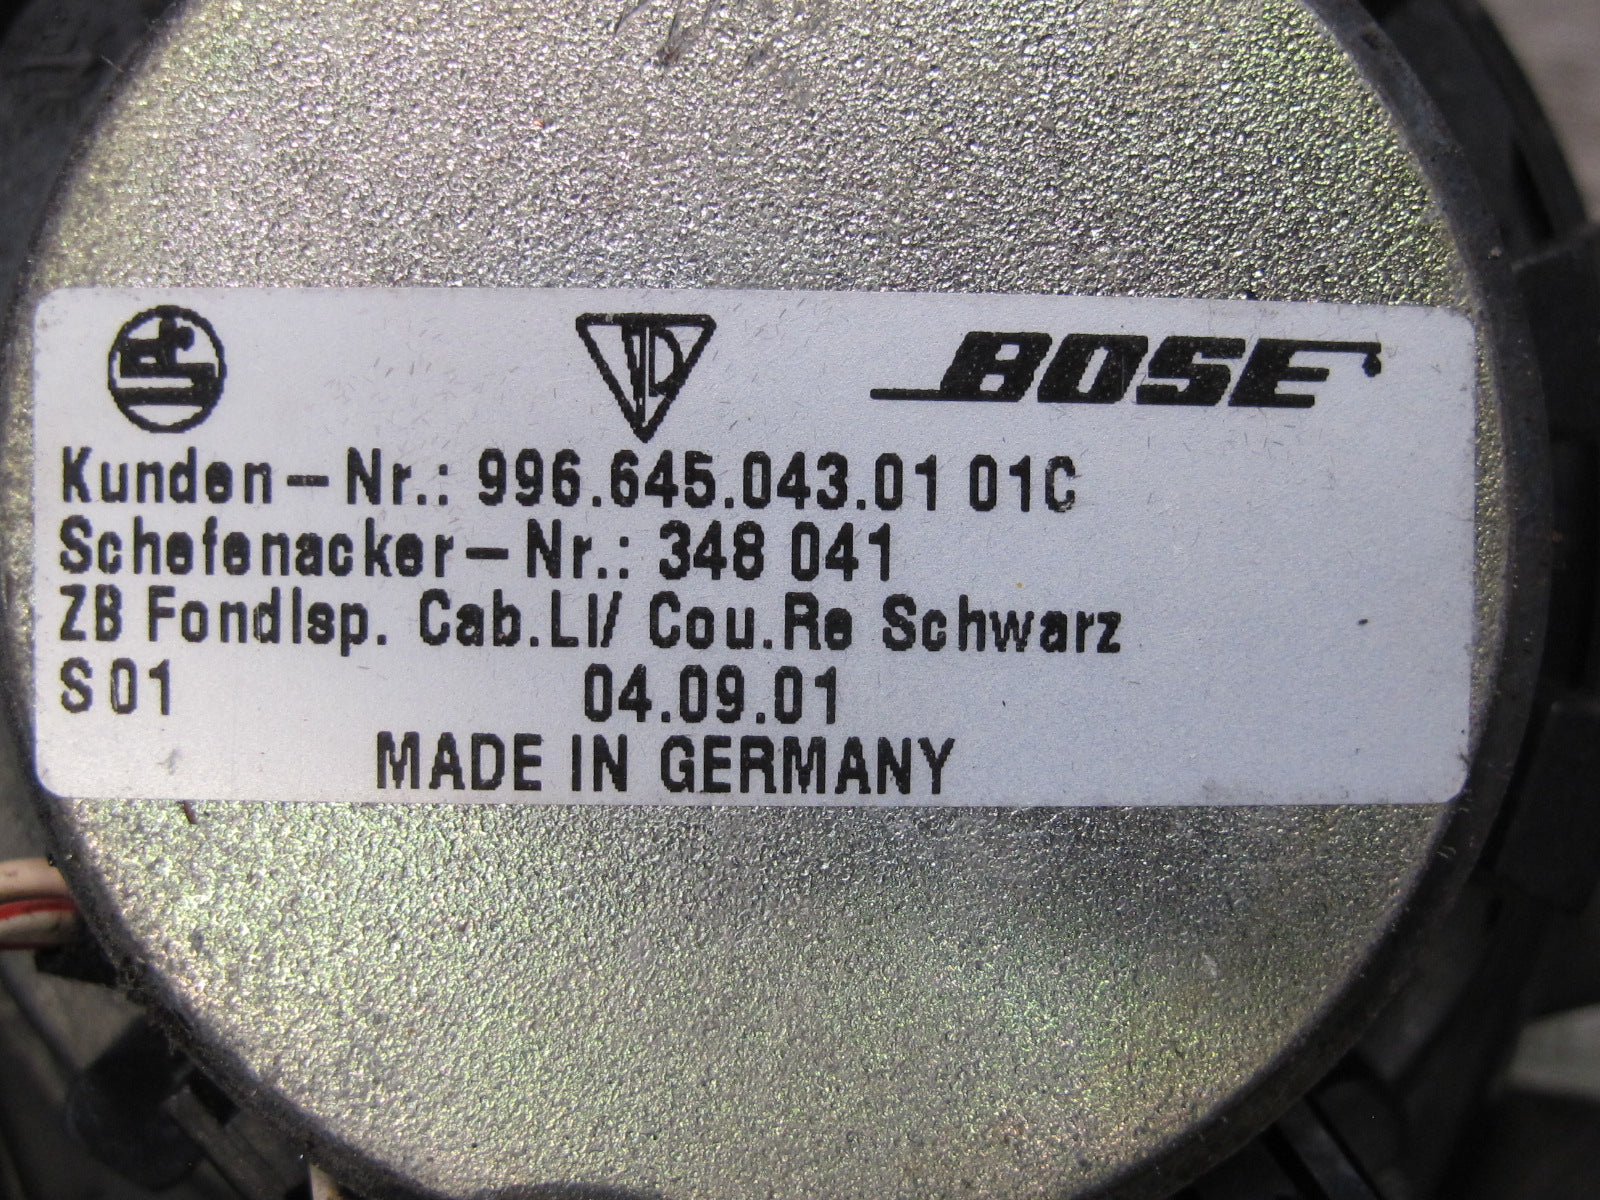 BOSE
Kunden-Nr.: 996.645.043.01 01C
Schefenacker-Nr.: 348 041
ZB Fondlsp. Cab.LI/ Cou.Re Schwarz
S 01 04.09.01
MADE IN GERMANY